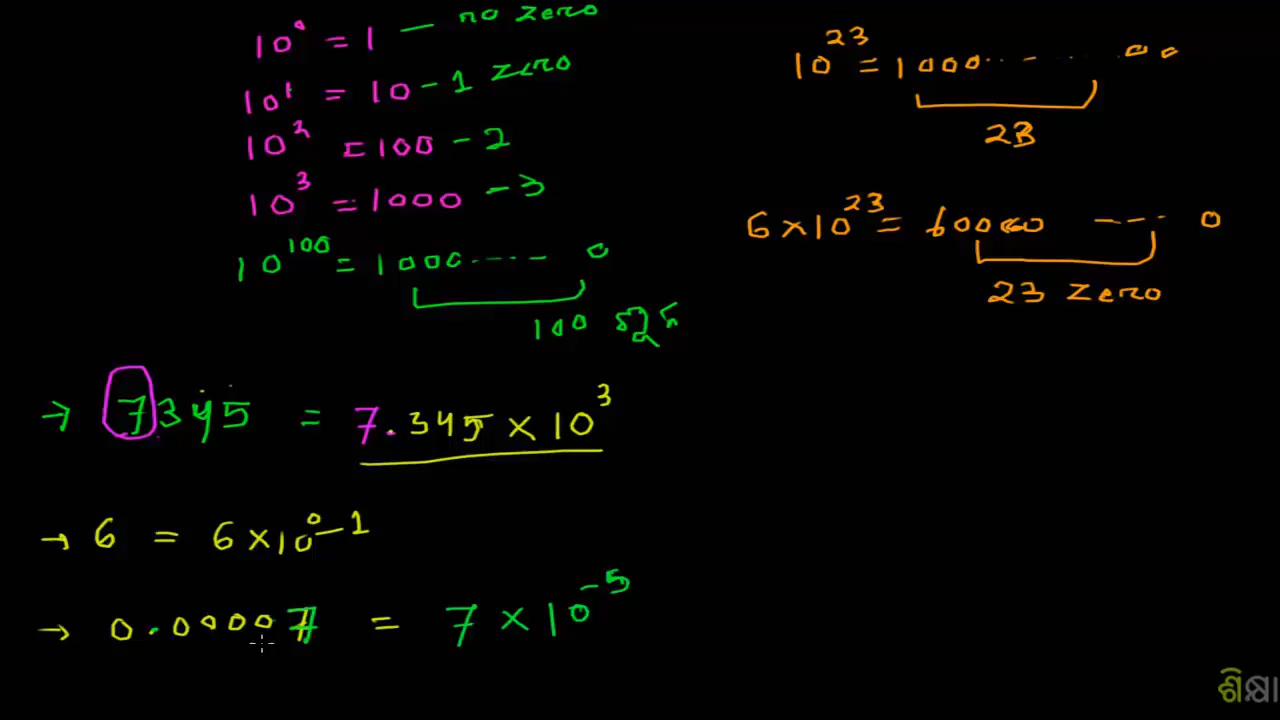 10⁰ = 1 — no zero
10¹ = 10 - 1 zero
10² = 100 - 2
10³ = 1000 - 3
10¹⁰⁰ = 1000..... 0
100
→ 7345 = 7.345 × 10³
→ 6 = 6 × 10⁰ — 1
→ 0.00007 = 7 × 10⁻⁵
10²³ = 1000..-....00
23
6 × 10²³ = 60000 ---. 0
23 zero
ଶିକ୍ଷା